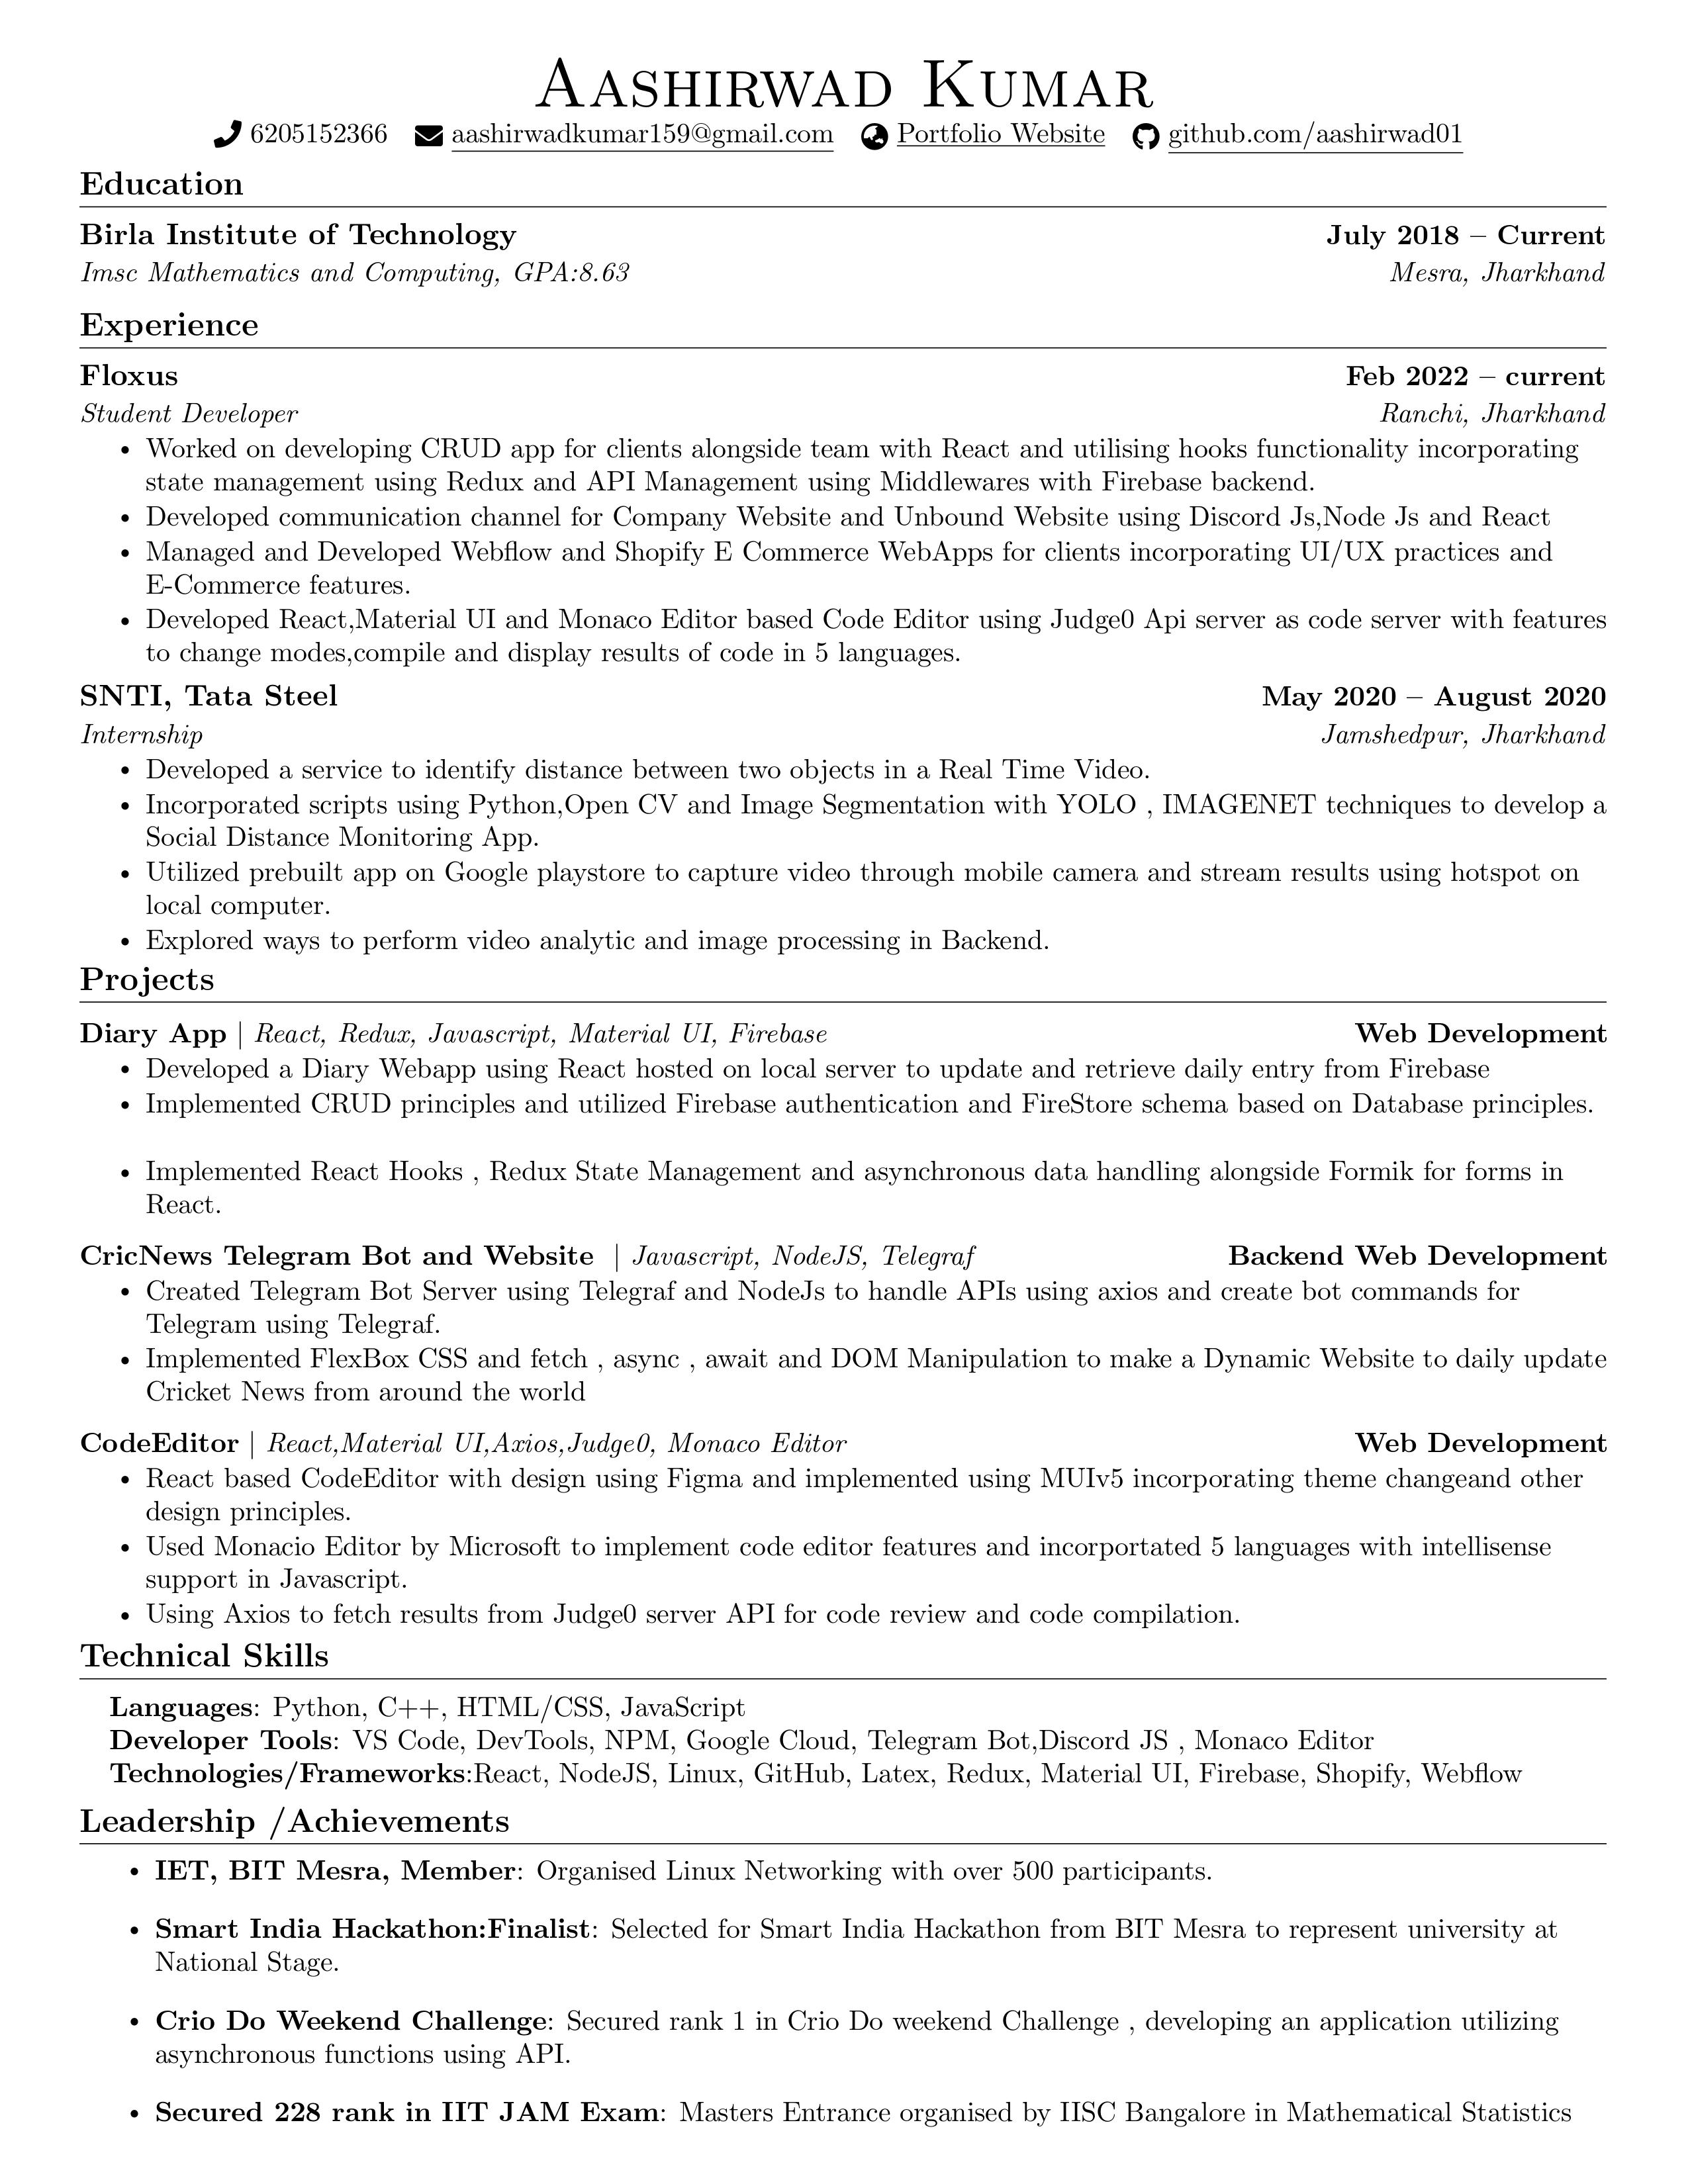 Aashirwad Kumar
6205152366 aashirwadkumar159@gmail.com Portfolio Website github.com/aashirwad01
Education
Birla Institute of Technology July 2018 – Current
Imsc Mathematics and Computing, GPA:8.63 Mesra, Jharkhand
Experience
Floxus Feb 2022 – current
Student Developer Ranchi, Jharkhand
• Worked on developing CRUD app for clients alongside team with React and utilising hooks functionality incorporating
state management using Redux and API Management using Middlewares with Firebase backend.
• Developed communication channel for Company Website and Unbound Website using Discord Js,Node Js and React
• Managed and Developed Webflow and Shopify E Commerce WebApps for clients incorporating UI/UX practices and
E-Commerce features.
• Developed React,Material UI and Monaco Editor based Code Editor using Judge0 Api server as code server with features
to change modes,compile and display results of code in 5 languages.
SNTI, Tata Steel May 2020 – August 2020
Internship Jamshedpur, Jharkhand
• Developed a service to identify distance between two objects in a Real Time Video.
• Incorporated scripts using Python,Open CV and Image Segmentation with YOLO , IMAGENET techniques to develop a
Social Distance Monitoring App.
• Utilized prebuilt app on Google playstore to capture video through mobile camera and stream results using hotspot on
local computer.
• Explored ways to perform video analytic and image processing in Backend.
Projects
Diary App | React, Redux, Javascript, Material UI, Firebase Web Development
• Developed a Diary Webapp using React hosted on local server to update and retrieve daily entry from Firebase
• Implemented CRUD principles and utilized Firebase authentication and FireStore schema based on Database principles.
• Implemented React Hooks , Redux State Management and asynchronous data handling alongside Formik for forms in
React.
CricNews Telegram Bot and Website | Javascript, NodeJS, Telegraf Backend Web Development
• Created Telegram Bot Server using Telegraf and NodeJs to handle APIs using axios and create bot commands for
Telegram using Telegraf.
• Implemented FlexBox CSS and fetch , async , await and DOM Manipulation to make a Dynamic Website to daily update
Cricket News from around the world
CodeEditor | React,Material UI,Axios,Judge0, Monaco Editor Web Development
• React based CodeEditor with design using Figma and implemented using MUIv5 incorporating theme changeand other
design principles.
• Used Monacio Editor by Microsoft to implement code editor features and incorportated 5 languages with intellisense
support in Javascript.
• Using Axios to fetch results from Judge0 server API for code review and code compilation.
Technical Skills
Languages: Python, C++, HTML/CSS, JavaScript
Developer Tools: VS Code, DevTools, NPM, Google Cloud, Telegram Bot,Discord JS , Monaco Editor
Technologies/Frameworks:React, NodeJS, Linux, GitHub, Latex, Redux, Material UI, Firebase, Shopify, Webflow
Leadership /Achievements
• IET, BIT Mesra, Member: Organised Linux Networking with over 500 participants.
• Smart India Hackathon:Finalist: Selected for Smart India Hackathon from BIT Mesra to represent university at
National Stage.
• Crio Do Weekend Challenge: Secured rank 1 in Crio Do weekend Challenge , developing an application utilizing
asynchronous functions using API.
• Secured 228 rank in IIT JAM Exam: Masters Entrance organised by IISC Bangalore in Mathematical Statistics